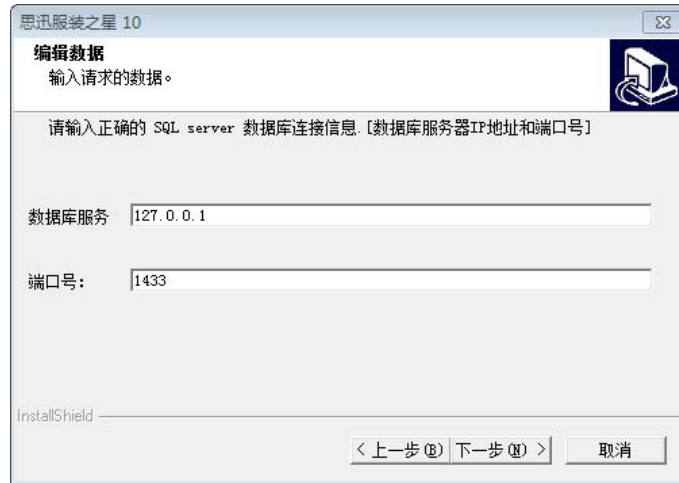 思迅服装之星 10
编辑数据
输入请求的数据。
请输入正确的 SQL server 数据库连接信息.[数据库服务器IP地址和端口号]
数据库服务 127.0.0.1
端口号: 1433
InstallShield
< 上一步(B) 下一步(N) > 取消